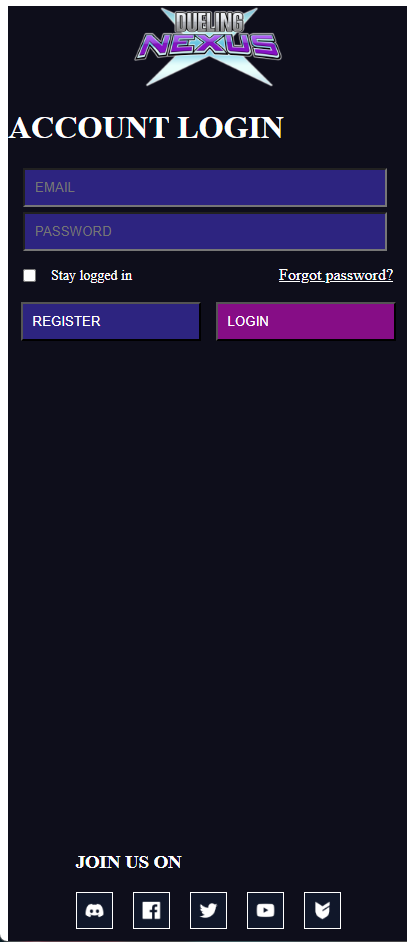 DUELING
NEXUS
ACCOUNT LOGIN
EMAIL
PASSWORD
Stay logged in Forgot password?
REGISTER LOGIN
JOIN US ON